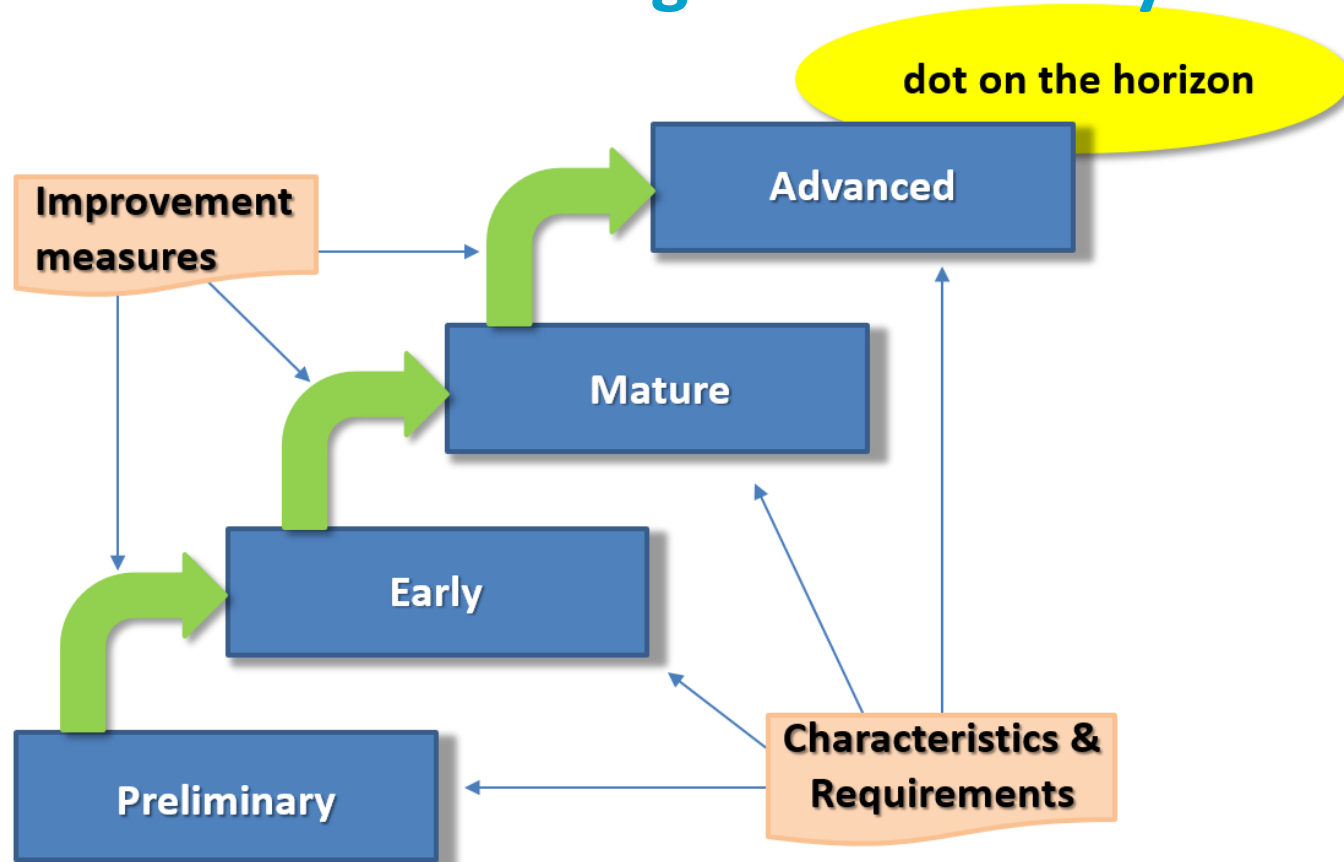 dot on the horizon
Advanced
Improvement
measures
Mature
Early
Characteristics &
Requirements
Preliminary